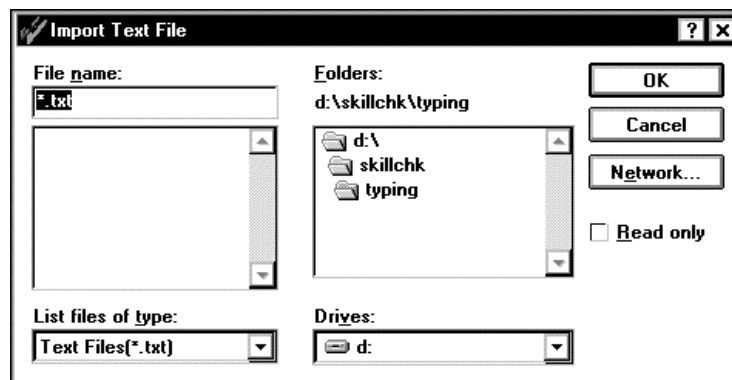 Import Text File
File name:
*.txt
Folders:
d:\skillchk\typing
d:\
skillchk
typing
OK
Cancel
Network...
Read only
List files of type:
Text Files(*.txt)
Drives:
d: